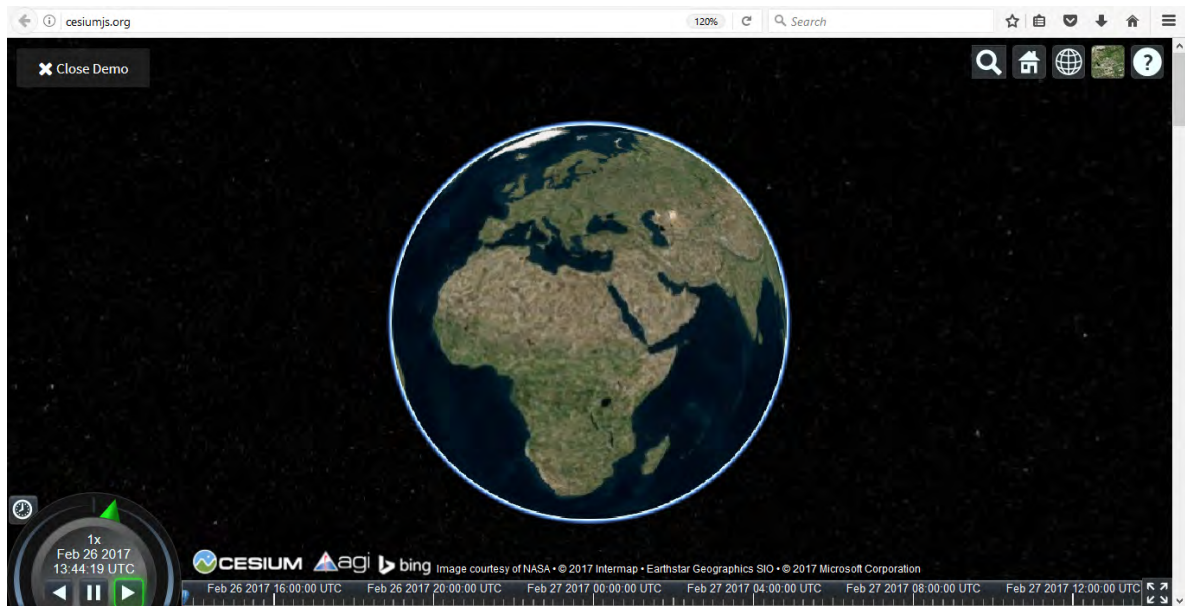 cesiumjs.org
120%
Search
Close Demo
?
1x
Feb 26 2017
13:44:19 UTC
CESIUM agi bing Image courtesy of NASA • © 2017 Intermap • Earthstar Geographics SIO • © 2017 Microsoft Corporation
Feb 26 2017 16:00:00 UTC Feb 26 2017 20:00:00 UTC Feb 27 2017 00:00:00 UTC Feb 27 2017 04:00:00 UTC Feb 27 2017 08:00:00 UTC Feb 27 2017 12:00:00 UTC